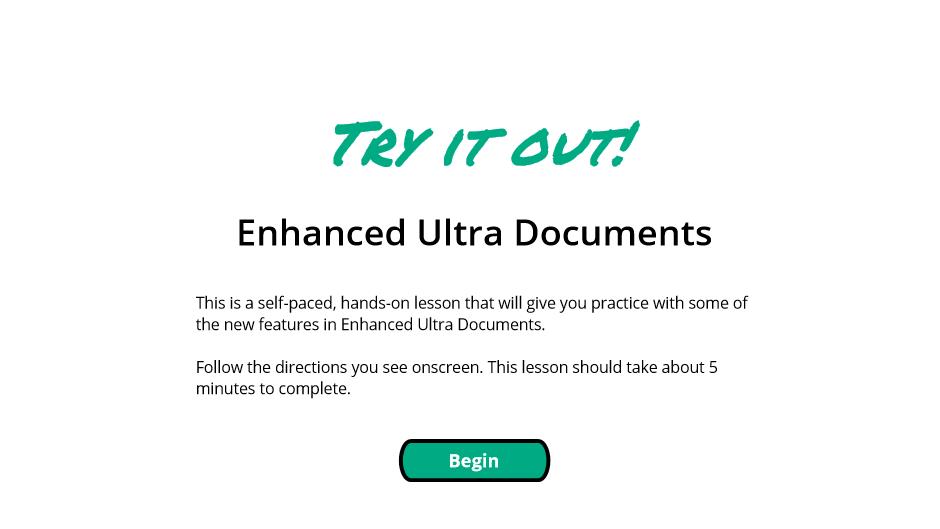 Try it out!
Enhanced Ultra Documents
This is a self-paced, hands-on lesson that will give you practice with some of
the new features in Enhanced Ultra Documents.
Follow the directions you see onscreen. This lesson should take about 5
minutes to complete.
Begin